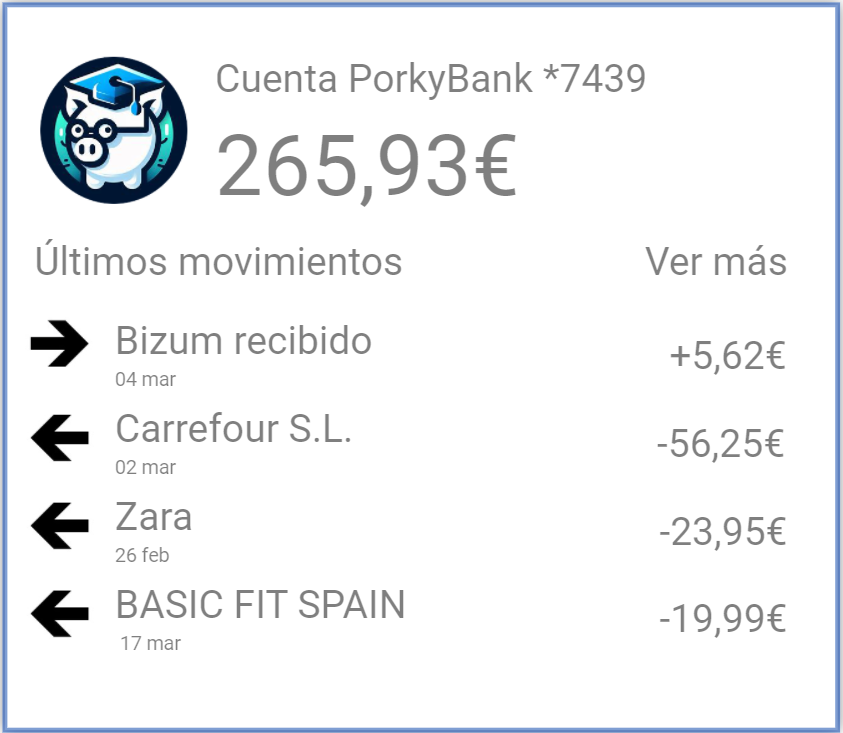 Cuenta PorkyBank *7439
265,93€
Últimos movimientos Ver más
Bizum recibido +5,62€
04 mar
Carrefour S.L. -56,25€
02 mar
Zara -23,95€
26 feb
BASIC FIT SPAIN -19,99€
17 mar